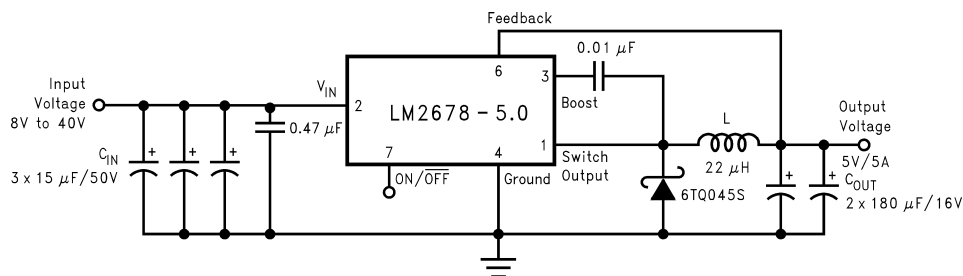 Feedback
0.01 μF
Input
Voltage
8V to 40V
V_IN
2
6
3
Boost
LM2678 – 5.0
0.47 μF
C_IN
3 x 15 μF/50V
7
4
1
ON/O̅F̅F̅
Ground
Switch
Output
L
22 μH
6TQ045S
Output
Voltage
5V/5A
C_OUT
2 x 180 μF/16V
+
+
+
+
+